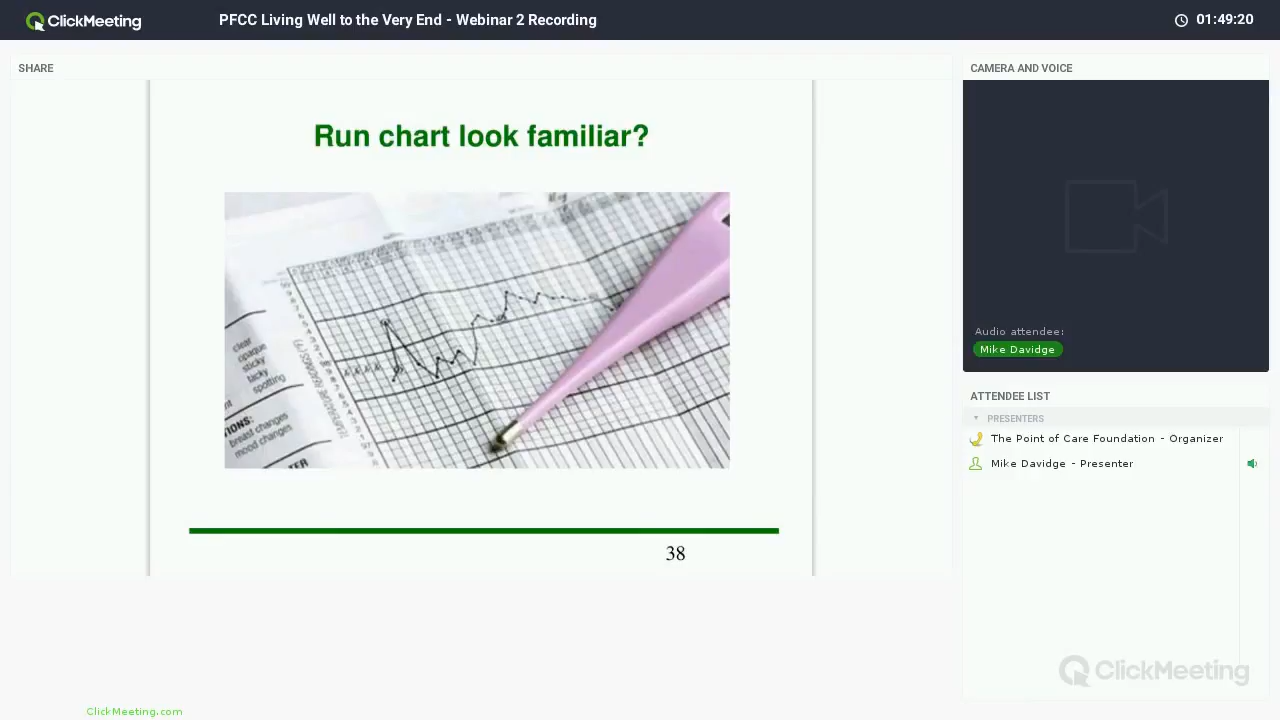 ClickMeeting
PFCC Living Well to the Very End - Webinar 2 Recording
01:49:20
SHARE
Run chart look familiar?
clear
opaque
sticky
tacky
spotting
breast changes
mood changes
38
CAMERA AND VOICE
Audio attendee:
Mike Davidge
ATTENDEE LIST
PRESENTERS
The Point of Care Foundation - Organizer
Mike Davidge - Presenter
ClickMeeting
ClickMeeting.com